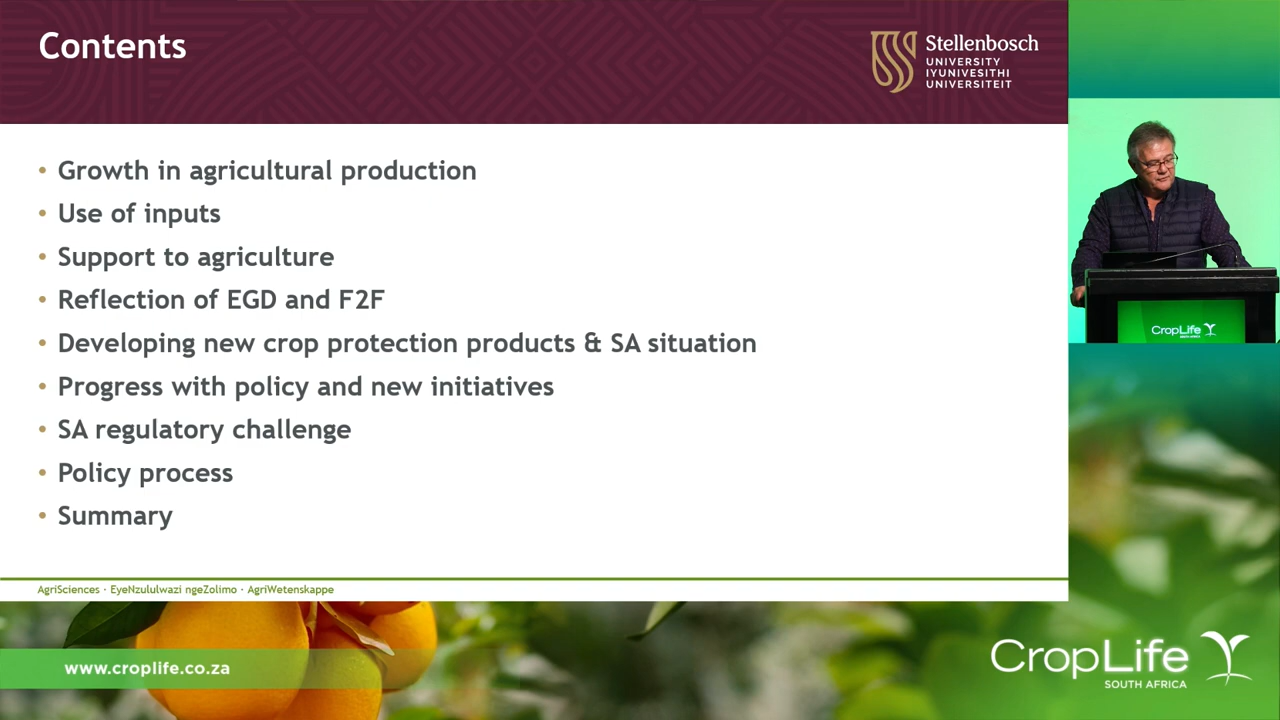 Contents
Stellenbosch
UNIVERSITY
IYUNIVESITHI
UNIVERSITEIT
• Growth in agricultural production
• Use of inputs
• Support to agriculture
• Reflection of EGD and F2F
• Developing new crop protection products & SA situation
• Progress with policy and new initiatives
• SA regulatory challenge
• Policy process
• Summary
AgriSciences · EyeNzululwazi ngeZolimo · AgriWetenskappe
CropLife
SOUTH AFRICA
www.croplife.co.za
CropLife
SOUTH AFRICA